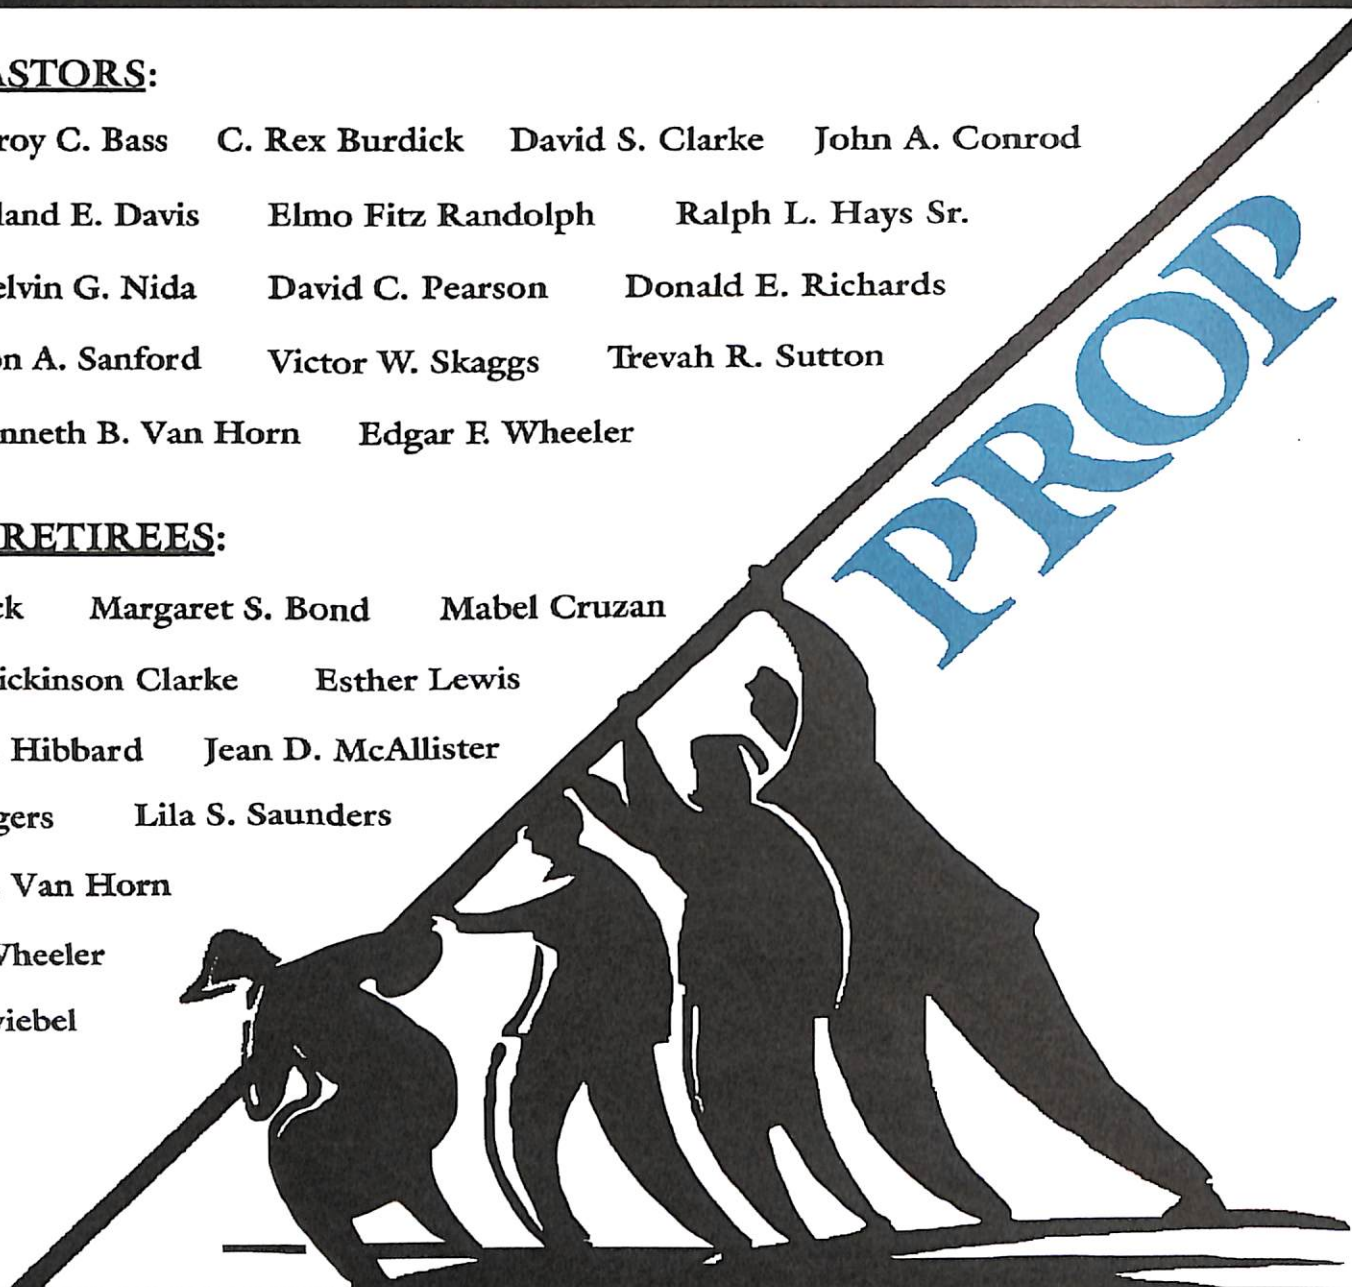 ASTORS:
roy C. Bass C. Rex Burdick David S. Clarke John A. Conrod
land E. Davis Elmo Fitz Randolph Ralph L. Hays Sr.
elvin G. Nida David C. Pearson Donald E. Richards
on A. Sanford Victor W. Skaggs Trevah R. Sutton
nneth B. Van Horn Edgar F. Wheeler
RETIREES:
ck Margaret S. Bond Mabel Cruzan
ickinson Clarke Esther Lewis
Hibbard Jean D. McAllister
gers Lila S. Saunders
Van Horn
Wheeler
viebel
PROP